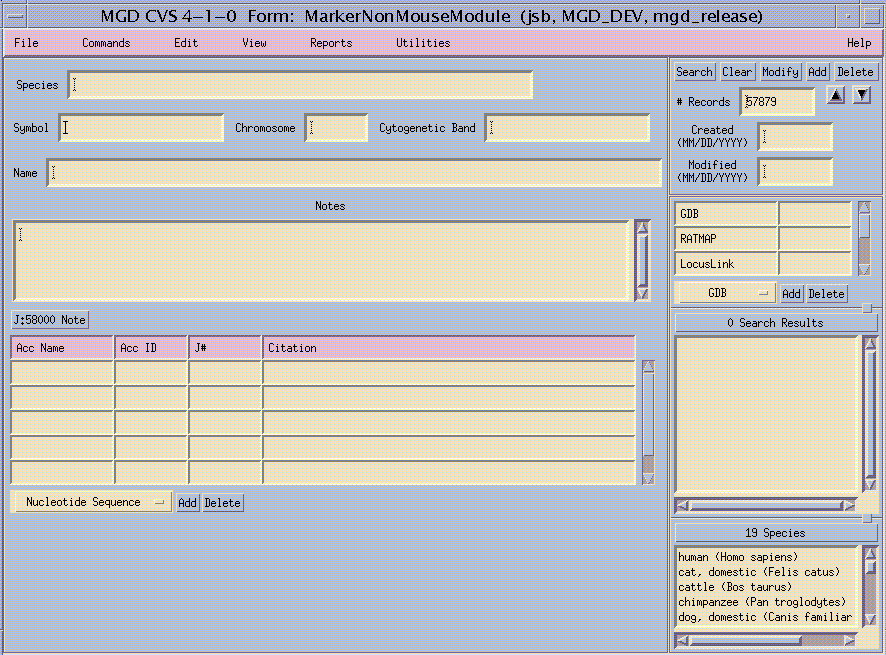 MGD CVS 4-1-0 Form: MarkerNonMouseModule (jsb, MGD_DEV, mgd_release)
File Commands Edit View Reports Utilities Help
Species
Symbol Chromosome Cytogenetic Band
Name
Notes
J:58000 Note
Acc Name Acc ID J# Citation
Nucleotide Sequence Add Delete
Search Clear Modify Add Delete
# Records 57879
Created
(MM/DD/YYYY)
Modified
(MM/DD/YYYY)
GDB
RATMAP
LocusLink
GDB Add Delete
0 Search Results
19 Species
human (Homo sapiens)
cat, domestic (Felis catus)
cattle (Bos taurus)
chimpanzee (Pan troglodytes)
dog, domestic (Canis familiar